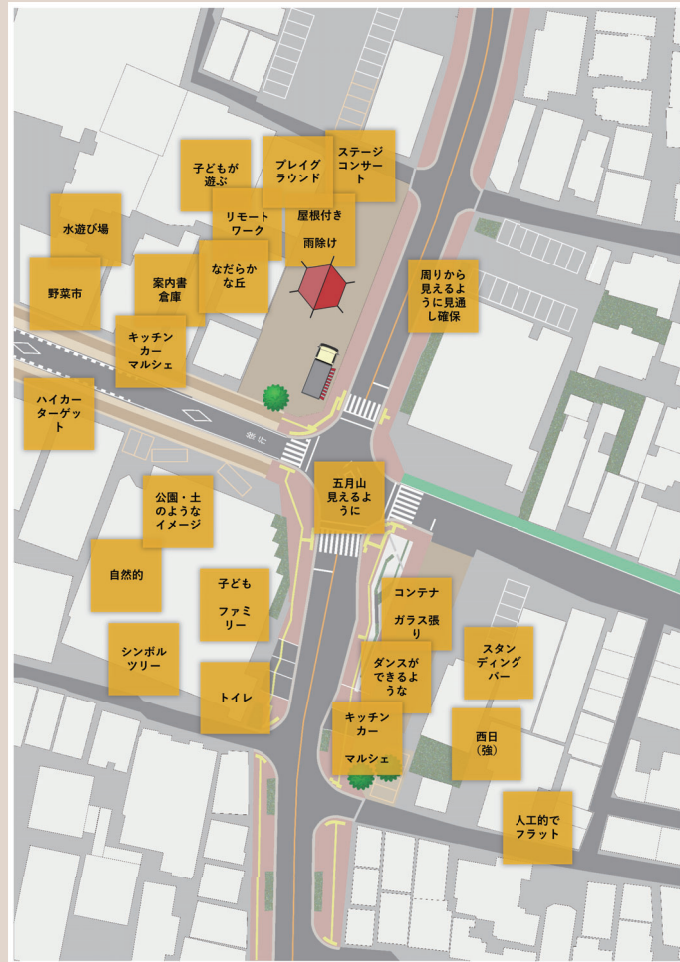 ステージ
コンサー
ト
プレイグ
ラウンド
子どもが
遊ぶ
リモート
ワーク
屋根付き
雨除け
水遊び場
野菜市
案内書
倉庫
なだらか
な丘
周りから
見えるよ
うに見通
し確保
キッチン
カー
マルシェ
ハイカー
ターゲッ
ト
公園・土
のような
イメージ
五月山
見えるよ
うに
自然的
子ども
ファミ
リー
コンテナ
ガラス張
り
シンボル
ツリー
トイレ
ダンスが
できるよ
うな
スタン
ディング
バー
キッチン
カー
マルシェ
西日
(強)
人工的で
フラット